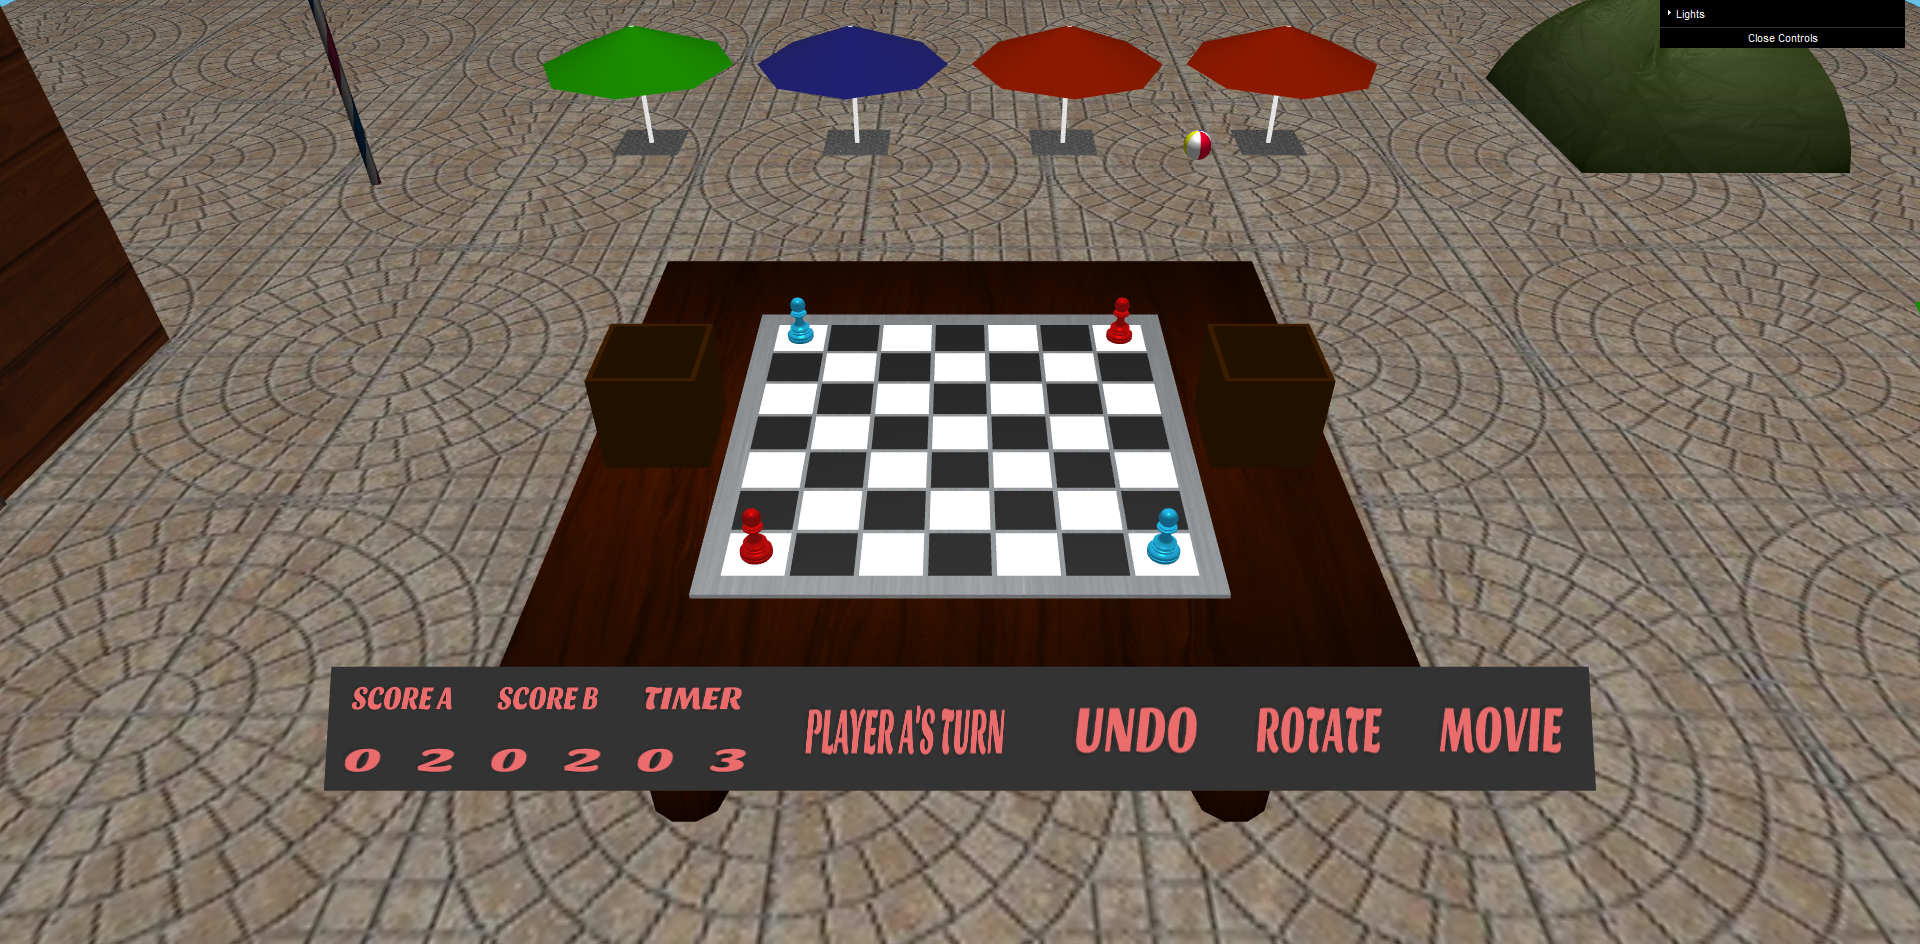 Lights
Close Controls
SCORE A SCORE B TIMER
0 2 0 2 0 3
PLAYER A'S TURN
UNDO
ROTATE
MOVIE